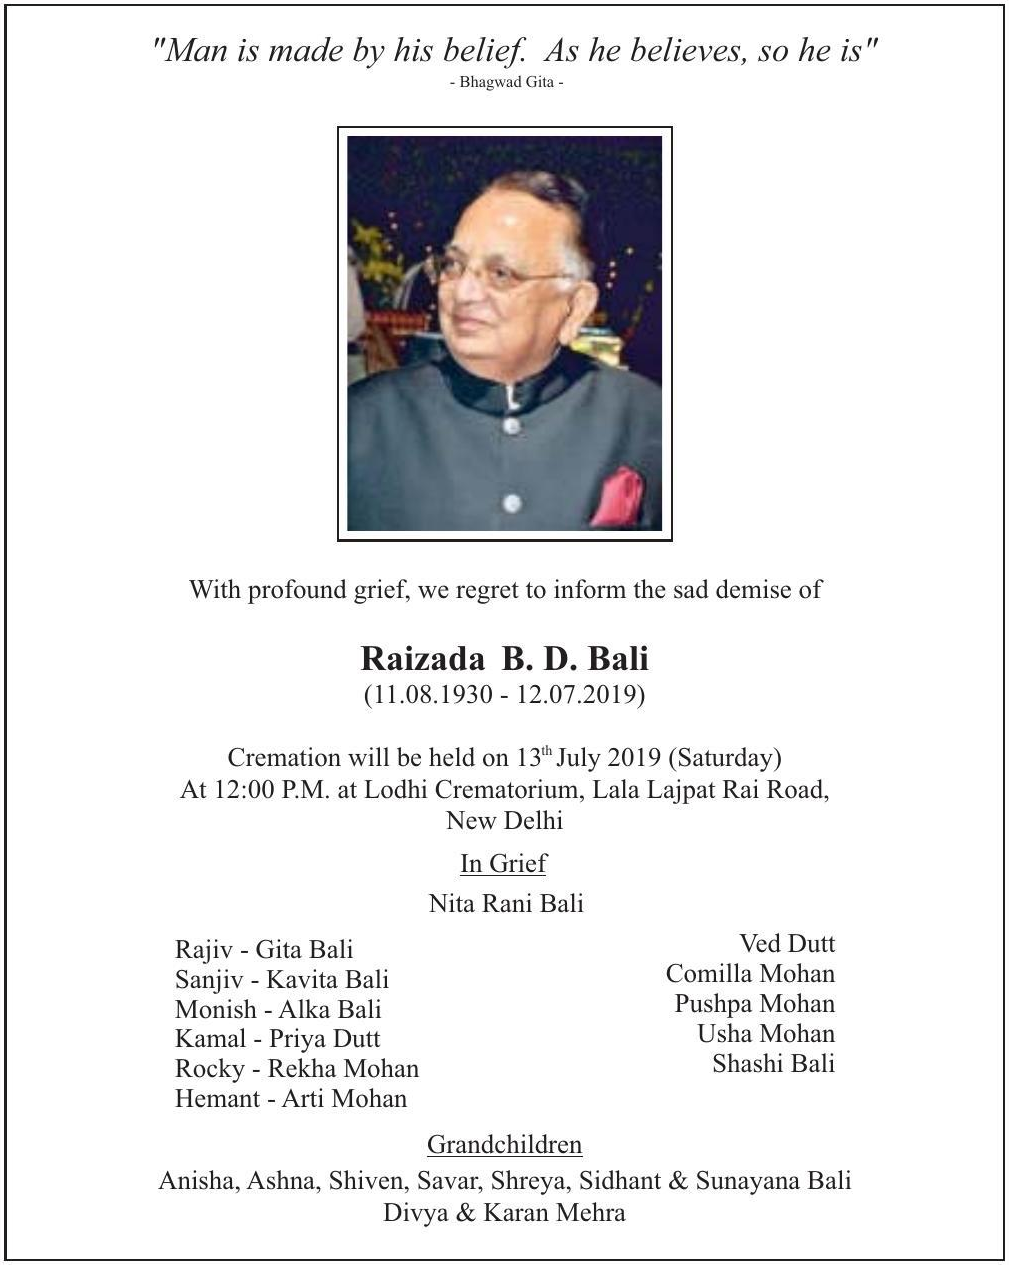 "Man is made by his belief. As he believes, so he is"
- Bhagwad Gita -
With profound grief, we regret to inform the sad demise of
Raizada B. D. Bali
(11.08.1930 - 12.07.2019)
Cremation will be held on 13th July 2019 (Saturday)
At 12:00 P.M. at Lodhi Crematorium, Lala Lajpat Rai Road,
New Delhi
In Grief
Nita Rani Bali
Rajiv - Gita Bali
Sanjiv - Kavita Bali
Monish - Alka Bali
Kamal - Priya Dutt
Rocky - Rekha Mohan
Hemant - Arti Mohan
Ved Dutt
Comilla Mohan
Pushpa Mohan
Usha Mohan
Shashi Bali
Grandchildren
Anisha, Ashna, Shiven, Savar, Shreya, Sidhant & Sunayana Bali
Divya & Karan Mehra